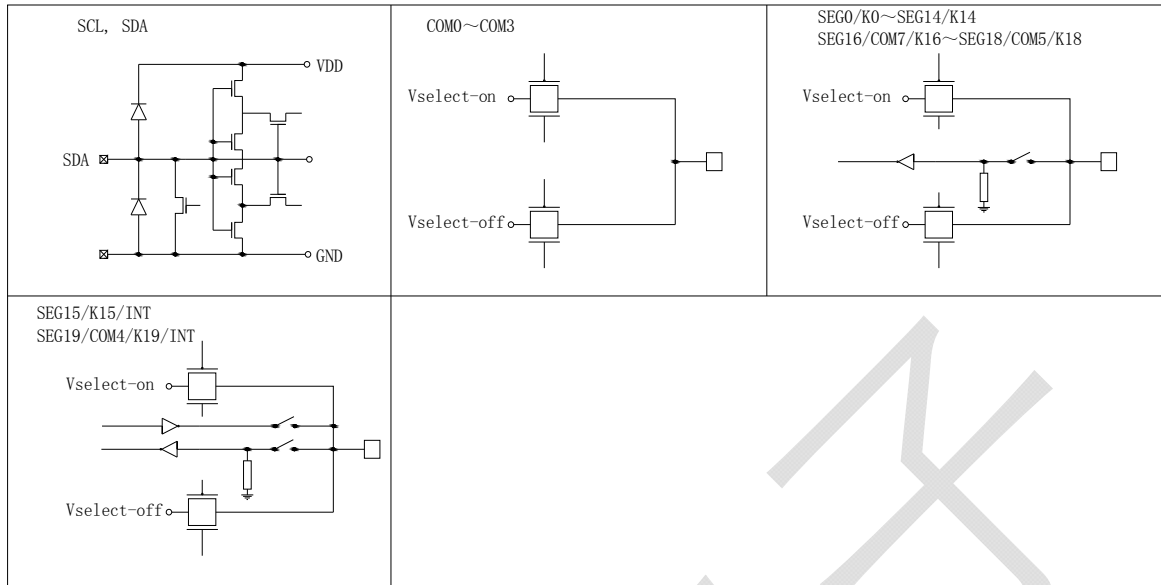 SCL, SDA
VDD
SDA
GND
COM0～COM3
Vselect-on
Vselect-off
SEG0/K0～SEG14/K14
SEG16/COM7/K16～SEG18/COM5/K18
Vselect-on
Vselect-off
SEG15/K15/INT
SEG19/COM4/K19/INT
Vselect-on
Vselect-off